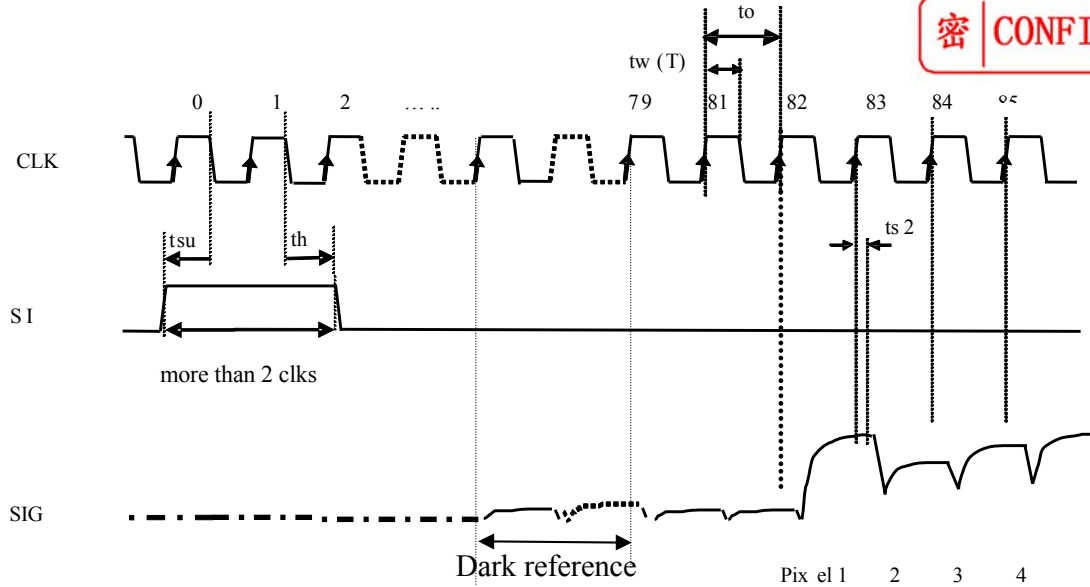 to
密 CONFI
tw (T)
0 1 2 ... .. 79 81 82 83 84
CLK
tsu th ts 2
S I
more than 2 clks
SIG
Dark reference
Pix el 1 2 3 4